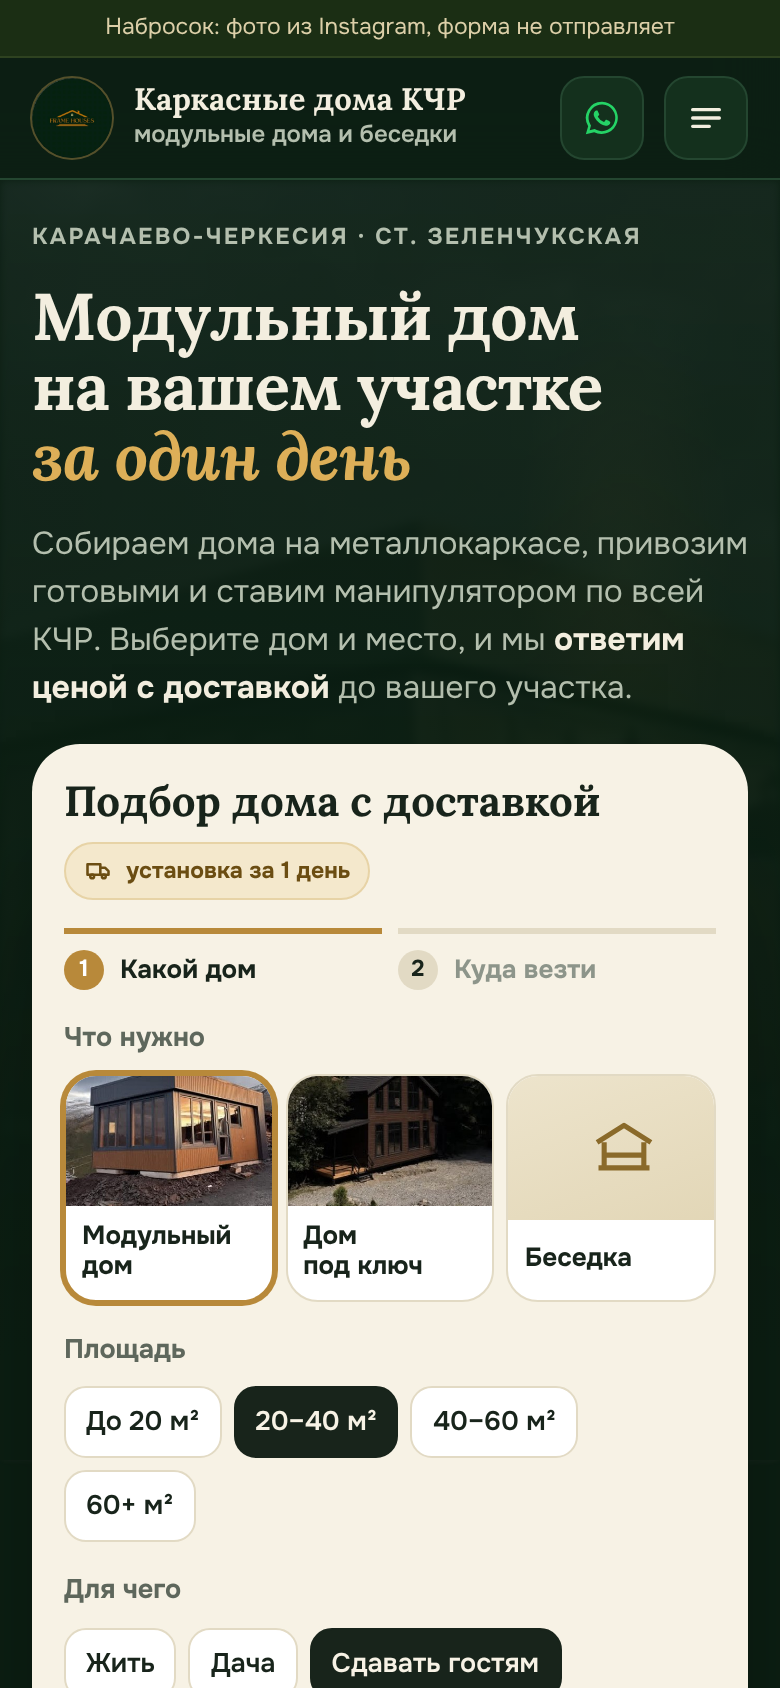 Набросок: фото из Instagram, форма не отправляет
FRAME HOUSES
Каркасные дома КЧР
модульные дома и беседки
КАРАЧАЕВО-ЧЕРКЕСИЯ · СТ. ЗЕЛЕНЧУКСКАЯ
Модульный дом
на вашем участке
за один день
Собираем дома на металлокаркасе, привозим
готовыми и ставим манипулятором по всей
КЧР. Выберите дом и место, и мы ответим
ценой с доставкой до вашего участка.
Подбор дома с доставкой
установка за 1 день
1 Какой дом
2 Куда везти
Что нужно
Модульный
дом
Дом
под ключ
Беседка
Площадь
До 20 м²
20–40 м²
40–60 м²
60+ м²
Для чего
Жить
Дача
Сдавать гостям